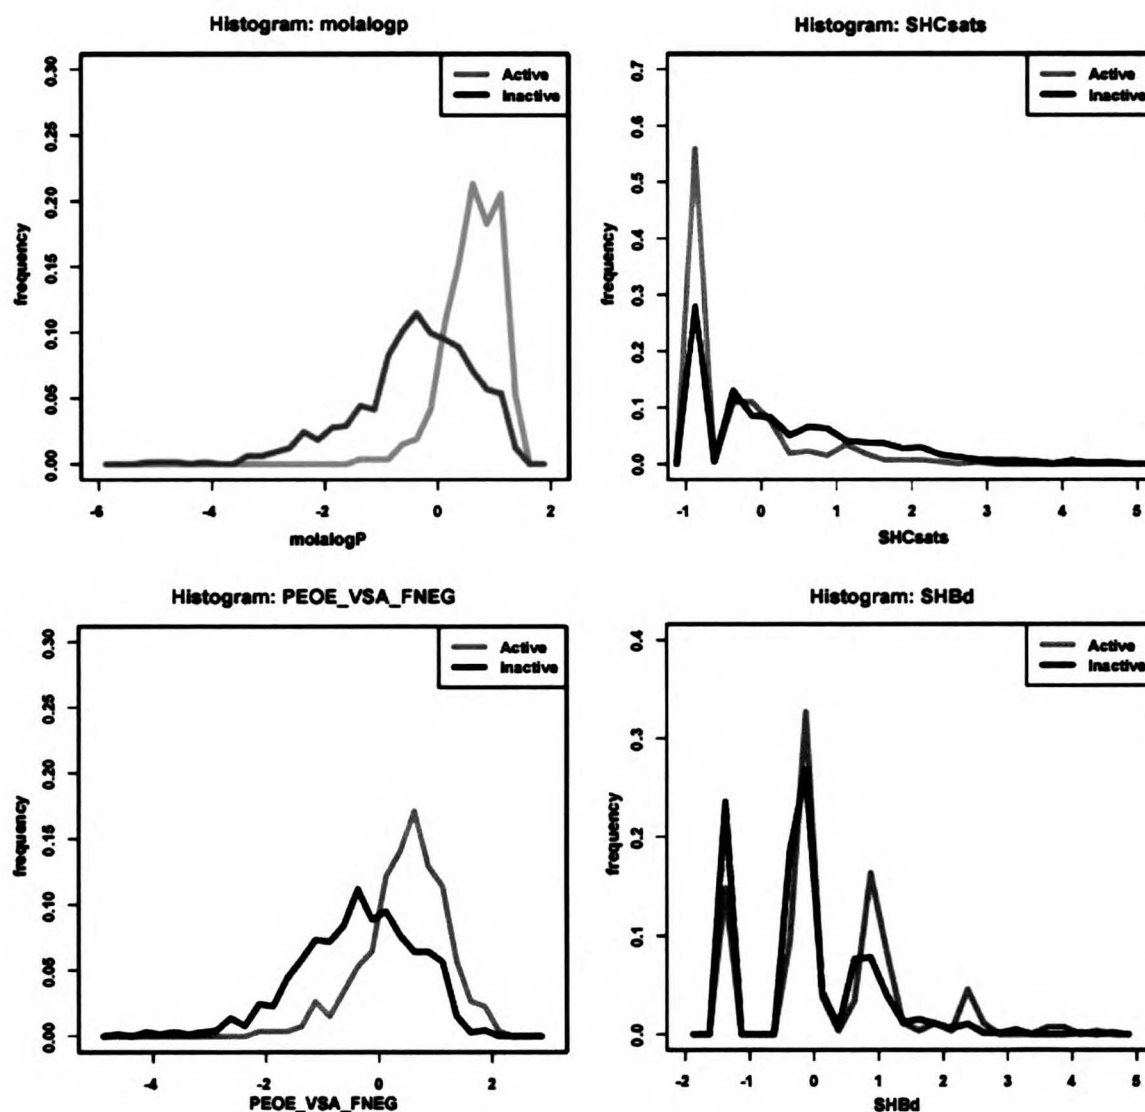 Histogram: molalogp
frequency
0.00 0.05 0.10 0.15 0.20 0.25 0.30
Active
Inactive
-6 -4 -2 0 2
molalogP
Histogram: SHCsats
frequency
0.0 0.1 0.2 0.3 0.4 0.5 0.6 0.7
Active
Inactive
-1 0 1 2 3 4 5
SHCsats
Histogram: PEOE_VSA_FNEG
frequency
0.00 0.05 0.10 0.15 0.20 0.25 0.30
Active
Inactive
-4 -2 0 2
PEOE_VSA_FNEG
Histogram: SHBd
frequency
0.0 0.1 0.2 0.3 0.4
Active
Inactive
-2 -1 0 1 2 3 4 5
SHBd